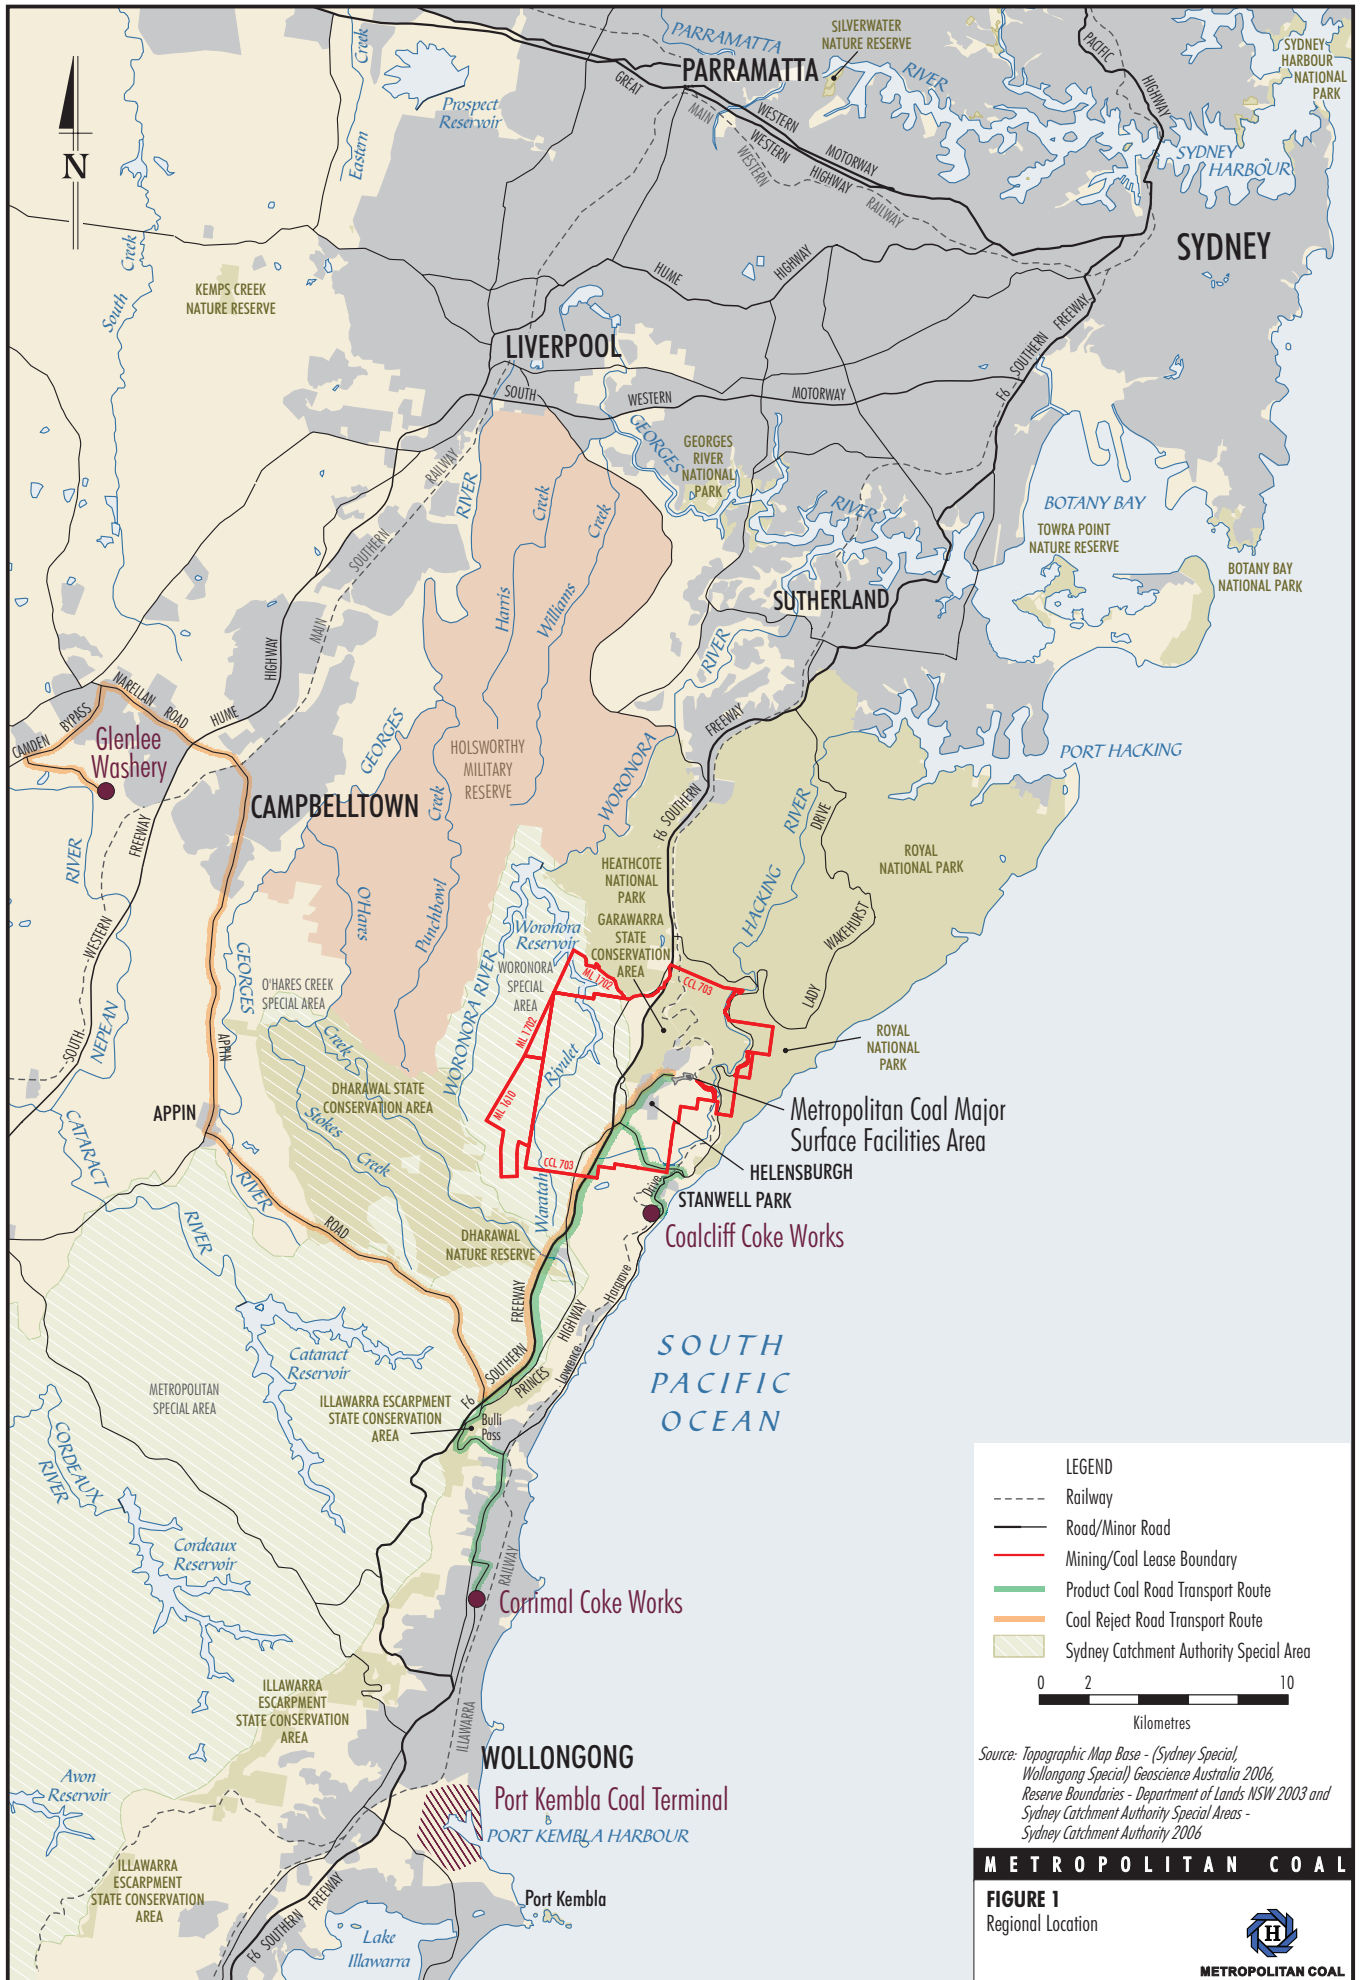 PARRAMATTA
RIVER
SILVERWATER
NATURE RESERVE
PACIFIC
HIGHWAY
SYDNEY
HARBOUR
NATIONAL
PARK
Eastern
Creek
Prospect
Reservoir
PARRAMATTA
GREAT
WESTERN
HIGHWAY
MAIN
WESTERN
RAILWAY
WESTERN
MOTORWAY
SYDNEY
HARBOUR
N
SYDNEY
South
Creek
KEMPS CREEK
NATURE RESERVE
HUME
HIGHWAY
LIVERPOOL
F6 SOUTHERN FREEWAY
SOUTH
WESTERN
MOTORWAY
GEORGES
RIVER
GEORGES
RIVER
NATIONAL
PARK
BOTANY BAY
TOWRA POINT
NATURE RESERVE
BOTANY BAY
NATIONAL PARK
RAILWAY
SOUTHERN
MAIN
RIVER
Harris
Creek
Williams
Creek
SUTHERLAND
RIVER
HIGHWAY
HUME
NARELLAN
ROAD
CAMDEN
BYPASS
Glenlee
Washery
GEORGES
HOLSWORTHY
MILITARY
RESERVE
WORONORA
FREEWAY
F6 SOUTHERN
PORT HACKING
CAMPBELLTOWN
RIVER
FREEWAY
WESTERN
SOUTH
NEPEAN
O'Hares
Creek
Punchbowl
HEATHCOTE
NATIONAL
PARK
GARAWARRA
STATE
CONSERVATION
AREA
HACKING
RIVER
DRIVE
WAKEHURST
LADY
ROYAL
NATIONAL PARK
Woronora
Reservoir
WORONORA
SPECIAL
AREA
WORONORA RIVER
ML 1702
CCL 703
ML 1702
ML 1610
CCL 703
Rivulet
Waratah
GEORGES
RIVER
O'HARES CREEK
SPECIAL AREA
ROYAL
NATIONAL
PARK
APPIN
ROAD
APPIN
DHARAWAL STATE
CONSERVATION AREA
Creek
Stokes
Creek
Metropolitan Coal Major
Surface Facilities Area
HELENSBURGH
STANWELL PARK
Coalcliff Coke Works
CATARACT
RIVER
DHARAWAL
NATURE RESERVE
Drive
Hargrave
Lawrence
FREEWAY
SOUTHERN
F6
PRINCES
HIGHWAY
SOUTH
PACIFIC
OCEAN
Cataract
Reservoir
METROPOLITAN
SPECIAL AREA
ILLAWARRA ESCARPMENT
STATE CONSERVATION
AREA
Bulli
Pass
CORDEAUX
RIVER
Cordeaux
Reservoir
RAILWAY
Corrimal Coke Works
ILLAWARRA
ILLAWARRA
ESCARPMENT
STATE CONSERVATION
AREA
WOLLONGONG
Port Kembla Coal Terminal
PORT KEMBLA HARBOUR
Avon
Reservoir
ILLAWARRA
ESCARPMENT
STATE CONSERVATION
AREA
F6 SOUTHERN FREEWAY
Port Kembla
Lake
Illawarra
LEGEND
Railway
Road/Minor Road
Mining/Coal Lease Boundary
Product Coal Road Transport Route
Coal Reject Road Transport Route
Sydney Catchment Authority Special Area
0 2 10
Kilometres
Source: Topographic Map Base - (Sydney Special,
Wollongong Special) Geoscience Australia 2006,
Reserve Boundaries - Department of Lands NSW 2003 and
Sydney Catchment Authority Special Areas -
Sydney Catchment Authority 2006
METROPOLITAN COAL
FIGURE 1
Regional Location
H
METROPOLITAN COAL